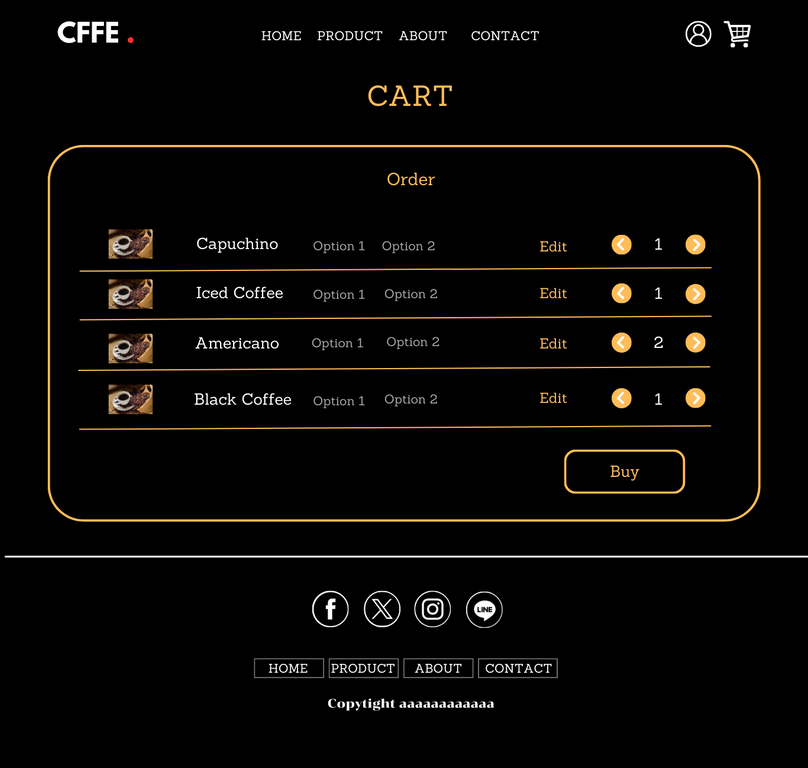 CFFE . HOME PRODUCT ABOUT CONTACT
CART
Order
Capuchino Option 1 Option 2 Edit 1
Iced Coffee Option 1 Option 2 Edit 1
Americano Option 1 Option 2 Edit 2
Black Coffee Option 1 Option 2 Edit 1
Buy
LINE
HOME PRODUCT ABOUT CONTACT
Copytight aaaaaaaaaaaa